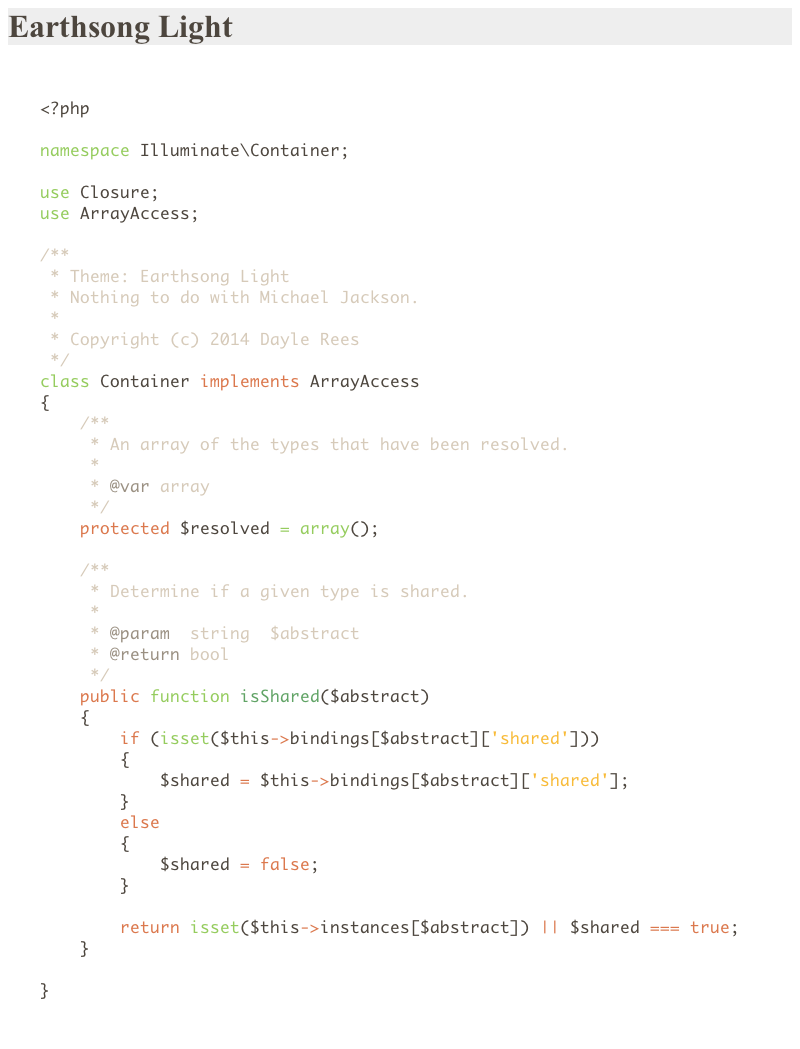 Earthsong Light
<?php
namespace Illuminate\Container;
use Closure;
use ArrayAccess;
/**
 * Theme: Earthsong Light
 * Nothing to do with Michael Jackson.
 *
 * Copyright (c) 2014 Dayle Rees
 */
class Container implements ArrayAccess
{
    /**
     * An array of the types that have been resolved.
     *
     * @var array
     */
    protected $resolved = array();
    /**
     * Determine if a given type is shared.
     *
     * @param  string  $abstract
     * @return bool
     */
    public function isShared($abstract)
    {
        if (isset($this->bindings[$abstract]['shared']))
        {
            $shared = $this->bindings[$abstract]['shared'];
        }
        else
        {
            $shared = false;
        }
        return isset($this->instances[$abstract]) || $shared === true;
    }
}